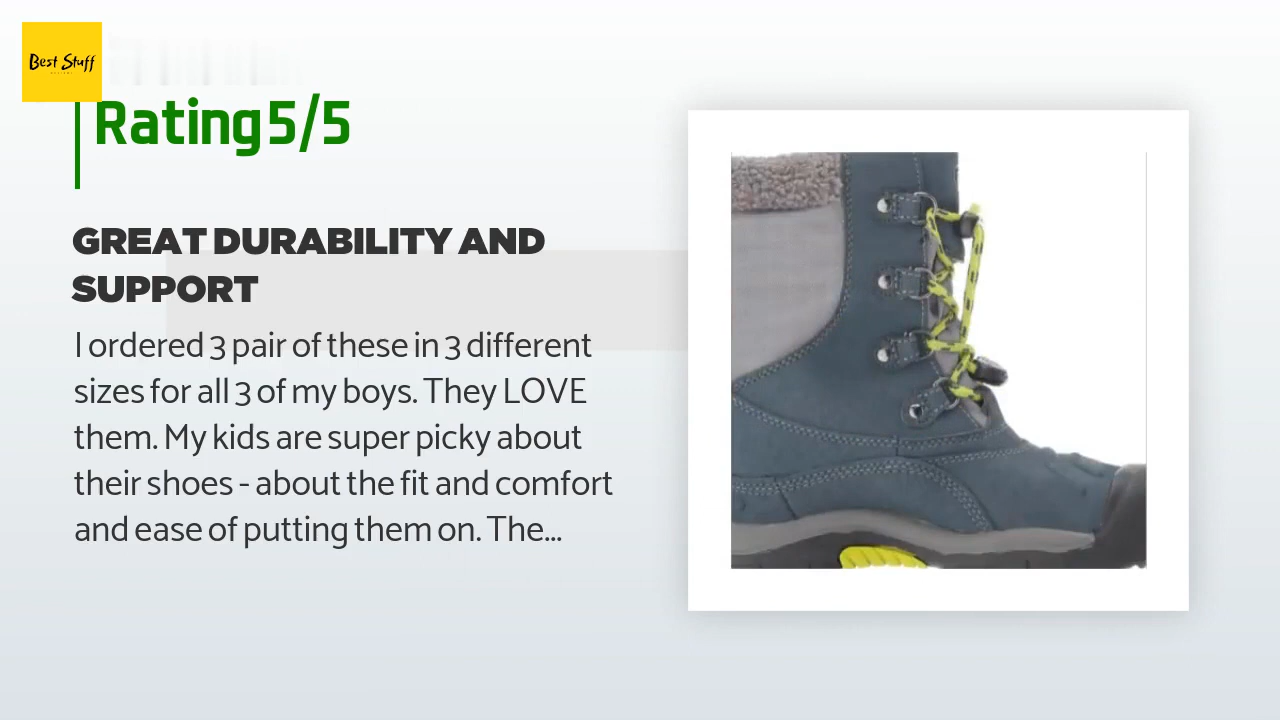 Best Stuff
Rating 5/5
GREAT DURABILITY AND
SUPPORT
I ordered 3 pair of these in 3 different
sizes for all 3 of my boys. They LOVE
them. My kids are super picky about
their shoes - about the fit and comfort
and ease of putting them on. The...